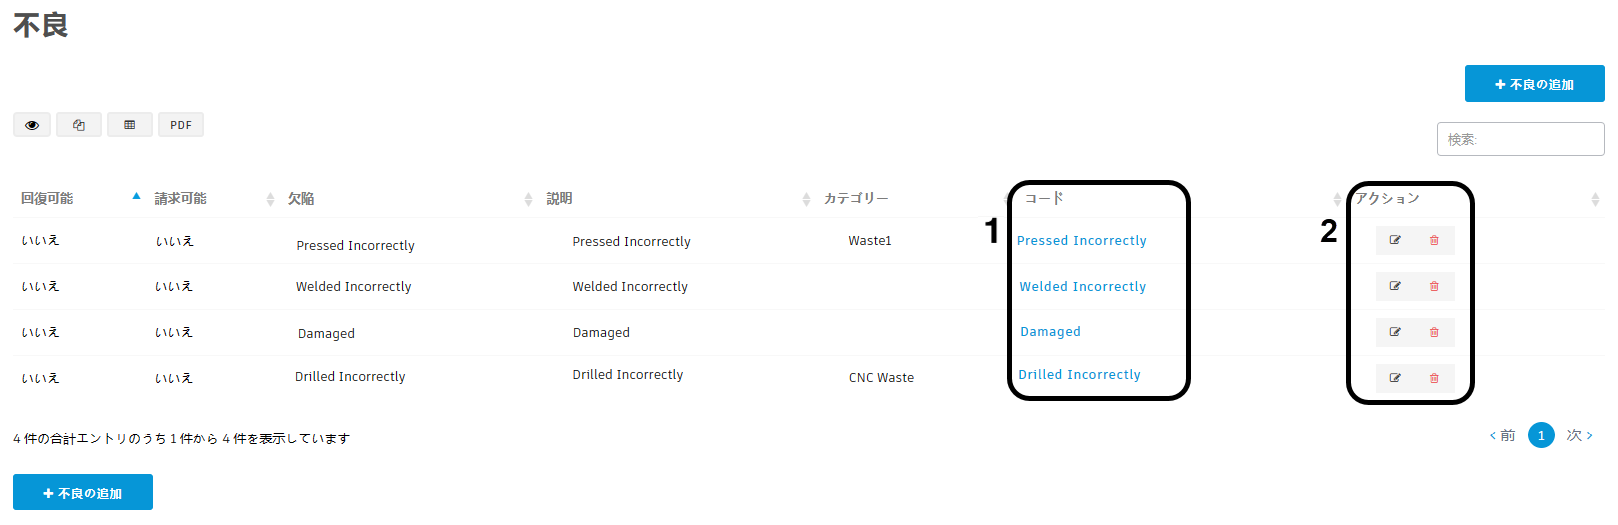 不良
+ 不良の追加
PDF
検索:
回復可能 請求可能 欠陥 説明 カテゴリー コード アクション
1 2
いいえ いいえ Pressed Incorrectly Pressed Incorrectly Waste1 Pressed Incorrectly
いいえ いいえ Welded Incorrectly Welded Incorrectly Welded Incorrectly
いいえ いいえ Damaged Damaged Damaged
いいえ いいえ Drilled Incorrectly Drilled Incorrectly CNC Waste Drilled Incorrectly
4 件の合計エントリのうち 1 件から 4 件を表示しています
< 前 1 次 >
+ 不良の追加